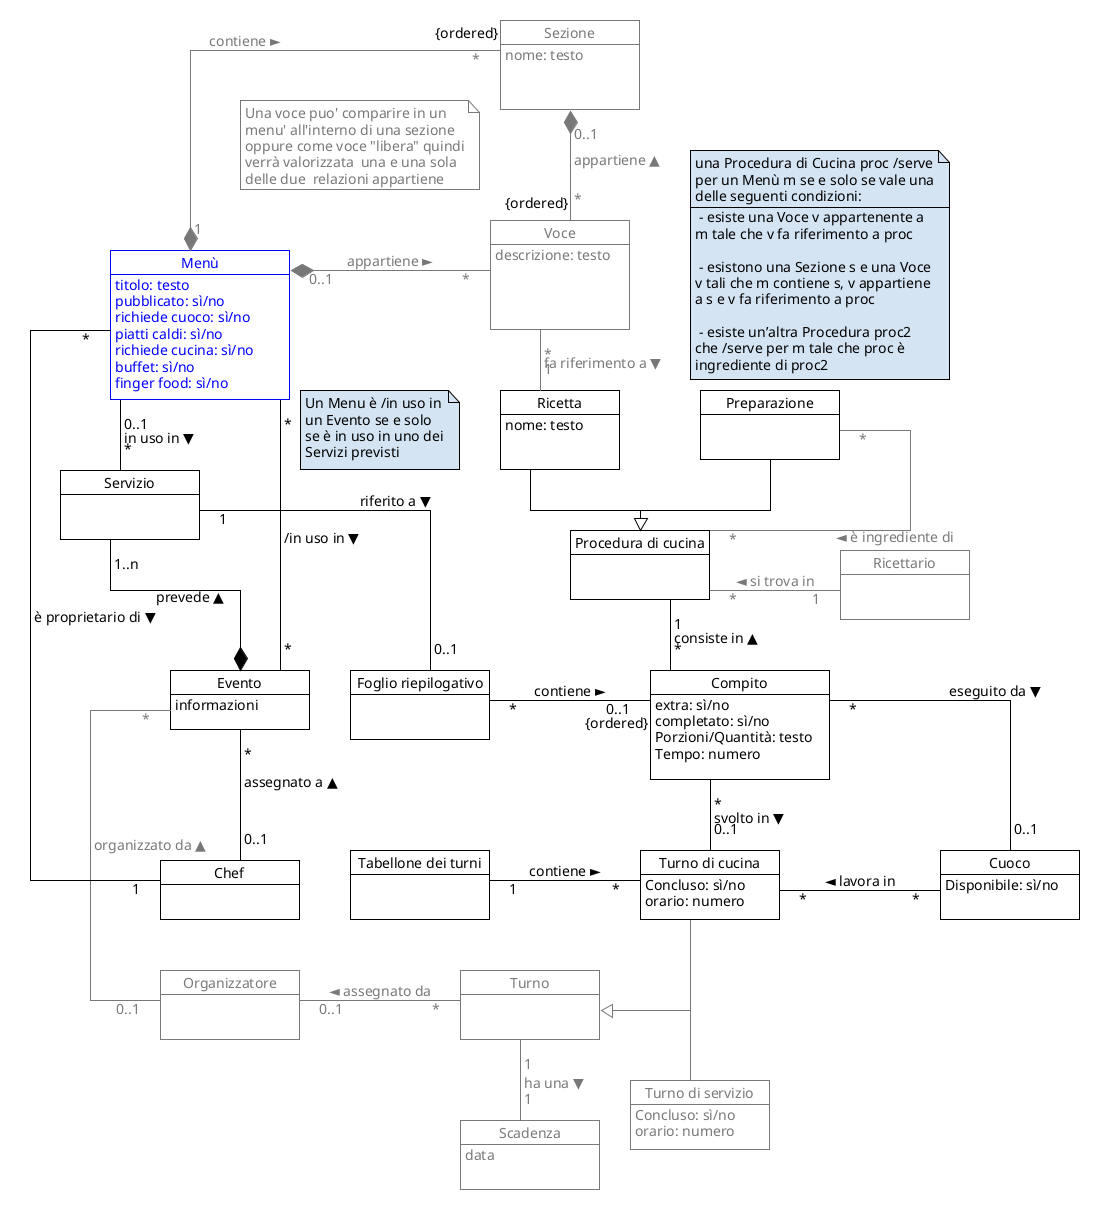 {ordered}
Sezione
nome: testo
contiene ►
*
Una voce puo' comparire in un
menu' all'interno di una sezione
oppure come voce "libera" quindi
verrà valorizzata  una e una sola
delle due  relazioni appartiene
0..1
appartiene ▲
*
{ordered}
una Procedura di Cucina proc /serve
per un Menù m se e solo se vale una
delle seguenti condizioni:
- esiste una Voce v appartenente a
m tale che v fa riferimento a proc
- esistono una Sezione s e una Voce
v tali che m contiene s, v appartiene
a s e v fa riferimento a proc
- esiste un’altra Procedura proc2
che /serve per m tale che proc è
ingrediente di proc2
1
Voce
descrizione: testo
Menù
titolo: testo
pubblicato: sì/no
richiede cuoco: sì/no
piatti caldi: sì/no
richiede cucina: sì/no
buffet: sì/no
finger food: sì/no
appartiene ►
0..1
*
*
*
fa riferimento a ▼
1
Un Menu è /in uso in
un Evento se e solo
se è in uso in uno dei
Servizi previsti
Ricetta
nome: testo
Preparazione
*
0..1
in uso in ▼
*
*
Servizio
riferito a ▼
1
/in uso in ▼
*
Procedura di cucina
*
◄ è ingrediente di
Ricettario
◄ si trova in
*
1
1..n
prevede ▲
è proprietario di ▼
1
consiste in ▲
*
0..1
Evento
informazioni
*
Foglio riepilogativo
contiene ►
*
0..1
{ordered}
Compito
extra: sì/no
completato: sì/no
Porzioni/Quantità: testo
Tempo: numero
eseguito da ▼
*
*
assegnato a ▲
0..1
organizzato da ▲
*
svolto in ▼
0..1
0..1
Chef
1
Tabellone dei turni
contiene ►
1
*
Turno di cucina
Concluso: sì/no
orario: numero
◄ lavora in
*
*
Cuoco
Disponibile: sì/no
Organizzatore
0..1
◄ assegnato da
0..1
*
Turno
1
ha una ▼
1
Turno di servizio
Concluso: sì/no
orario: numero
Scadenza
data